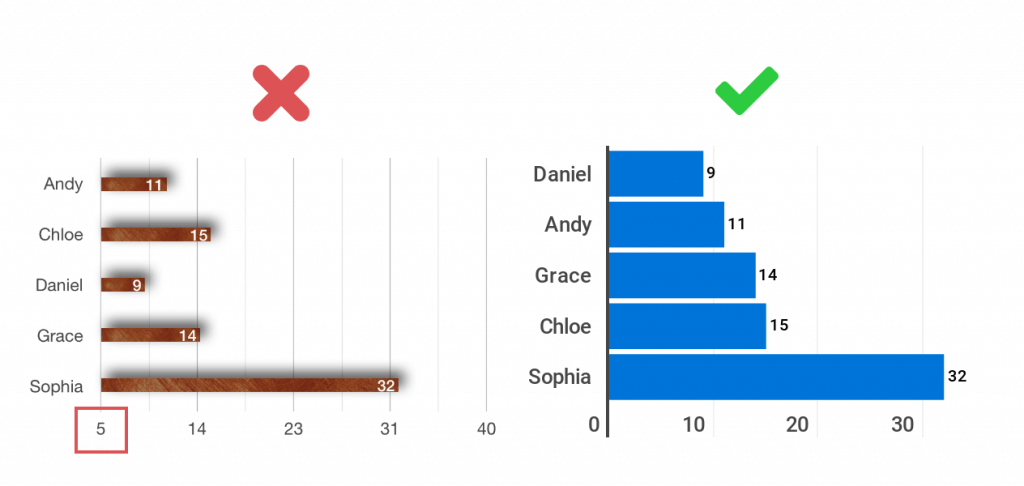 Andy 11
Chloe 15
Daniel 9
Grace 14
Sophia 32
5 14 23 31 40
Daniel 9
Andy 11
Grace 14
Chloe 15
Sophia 32
0 10 20 30